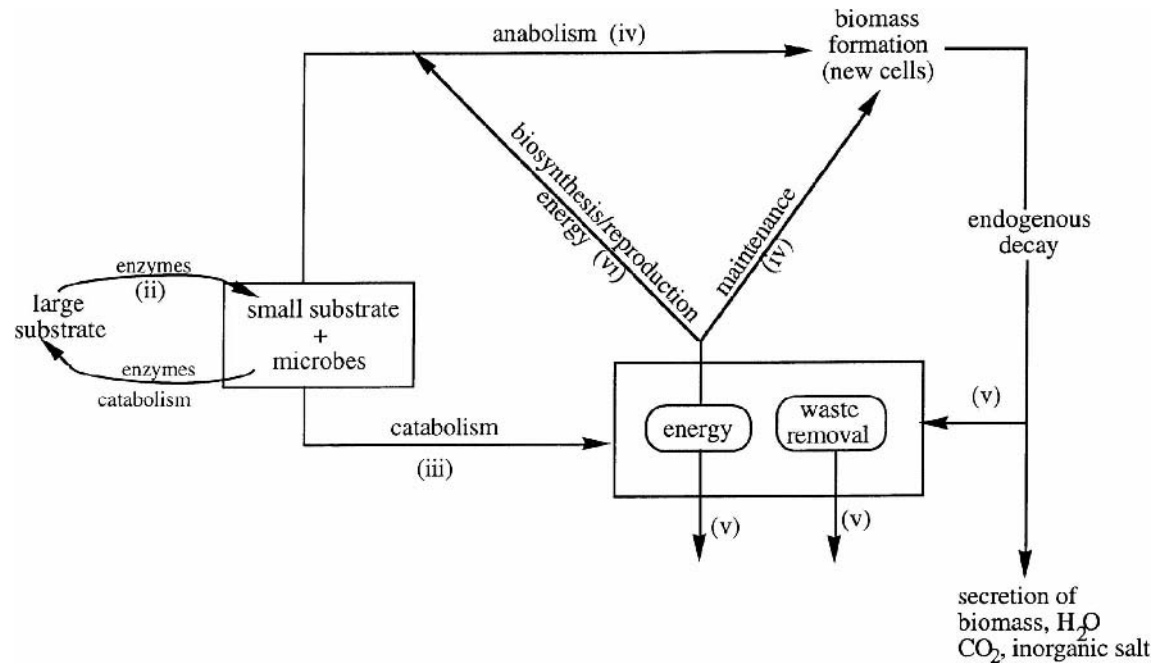 anabolism (iv)
biomass
formation
(new cells)
biosynthesis/reproduction
energy (vi)
maintenance
(iv)
endogenous
decay
enzymes
(ii)
large
substrate
small substrate
+
microbes
enzymes
catabolism
catabolism
(iii)
energy
waste
removal
(v)
(v)
(v)
secretion of
biomass, H₂O
CO₂, inorganic salt